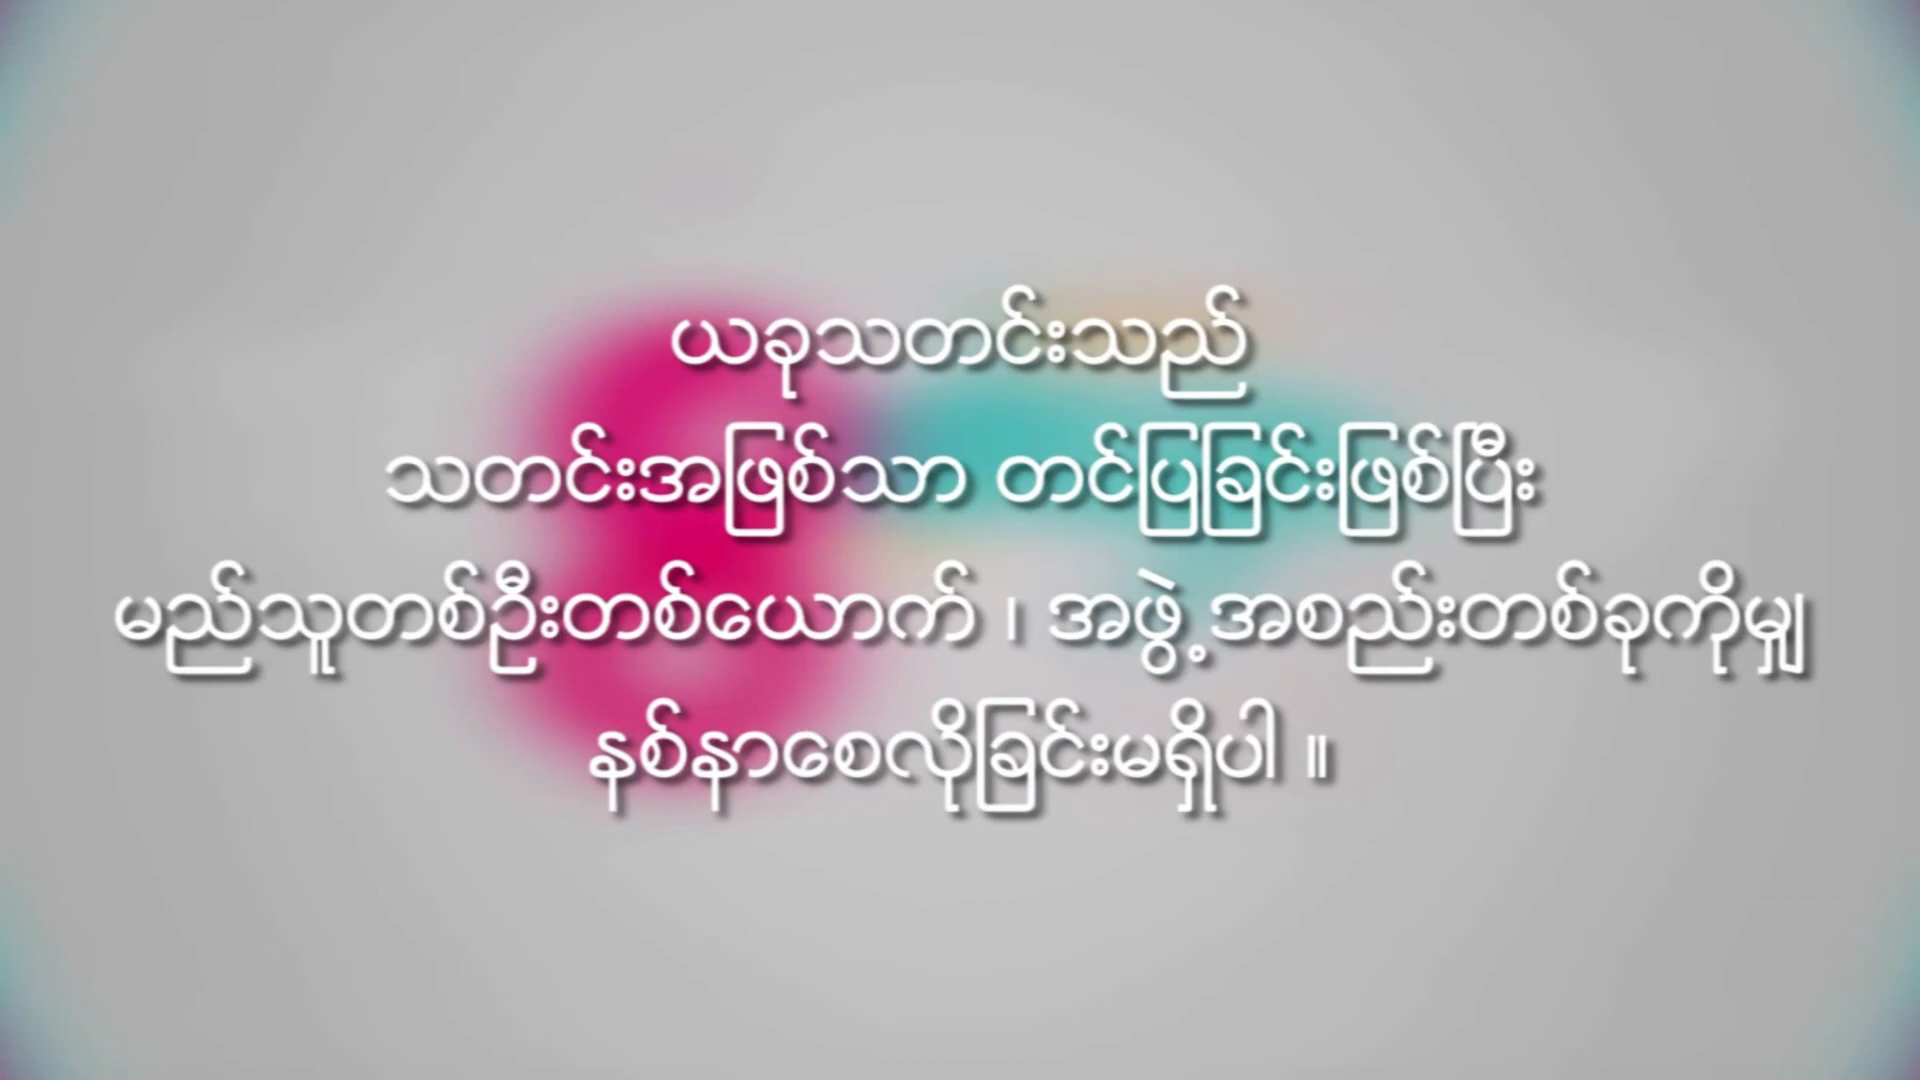 ယခုသတင်းသည်
သတင်းအဖြစ်သာ တင်ပြခြင်းဖြစ်ပြီး
မည်သူတစ်ဦးတစ်ယောက် ၊ အဖွဲ့အစည်းတစ်ခုကိုမျှ
နစ်နာစေလိုခြင်းမရှိပါ ။